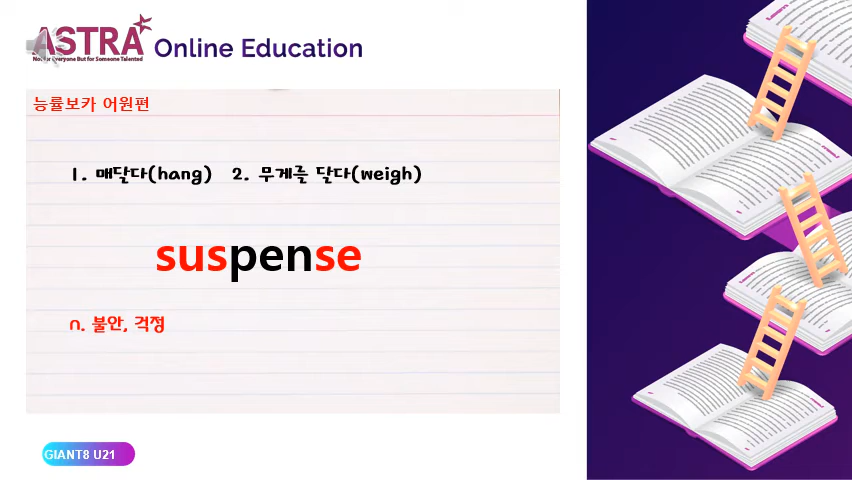 ASTRA
Not For Everyone But for Someone Talented
Online Education
능률보카 어원편
1. 매달다(hang) 2. 무게를 달다(weigh)
suspense
n. 불안, 걱정
GIANT8 U21